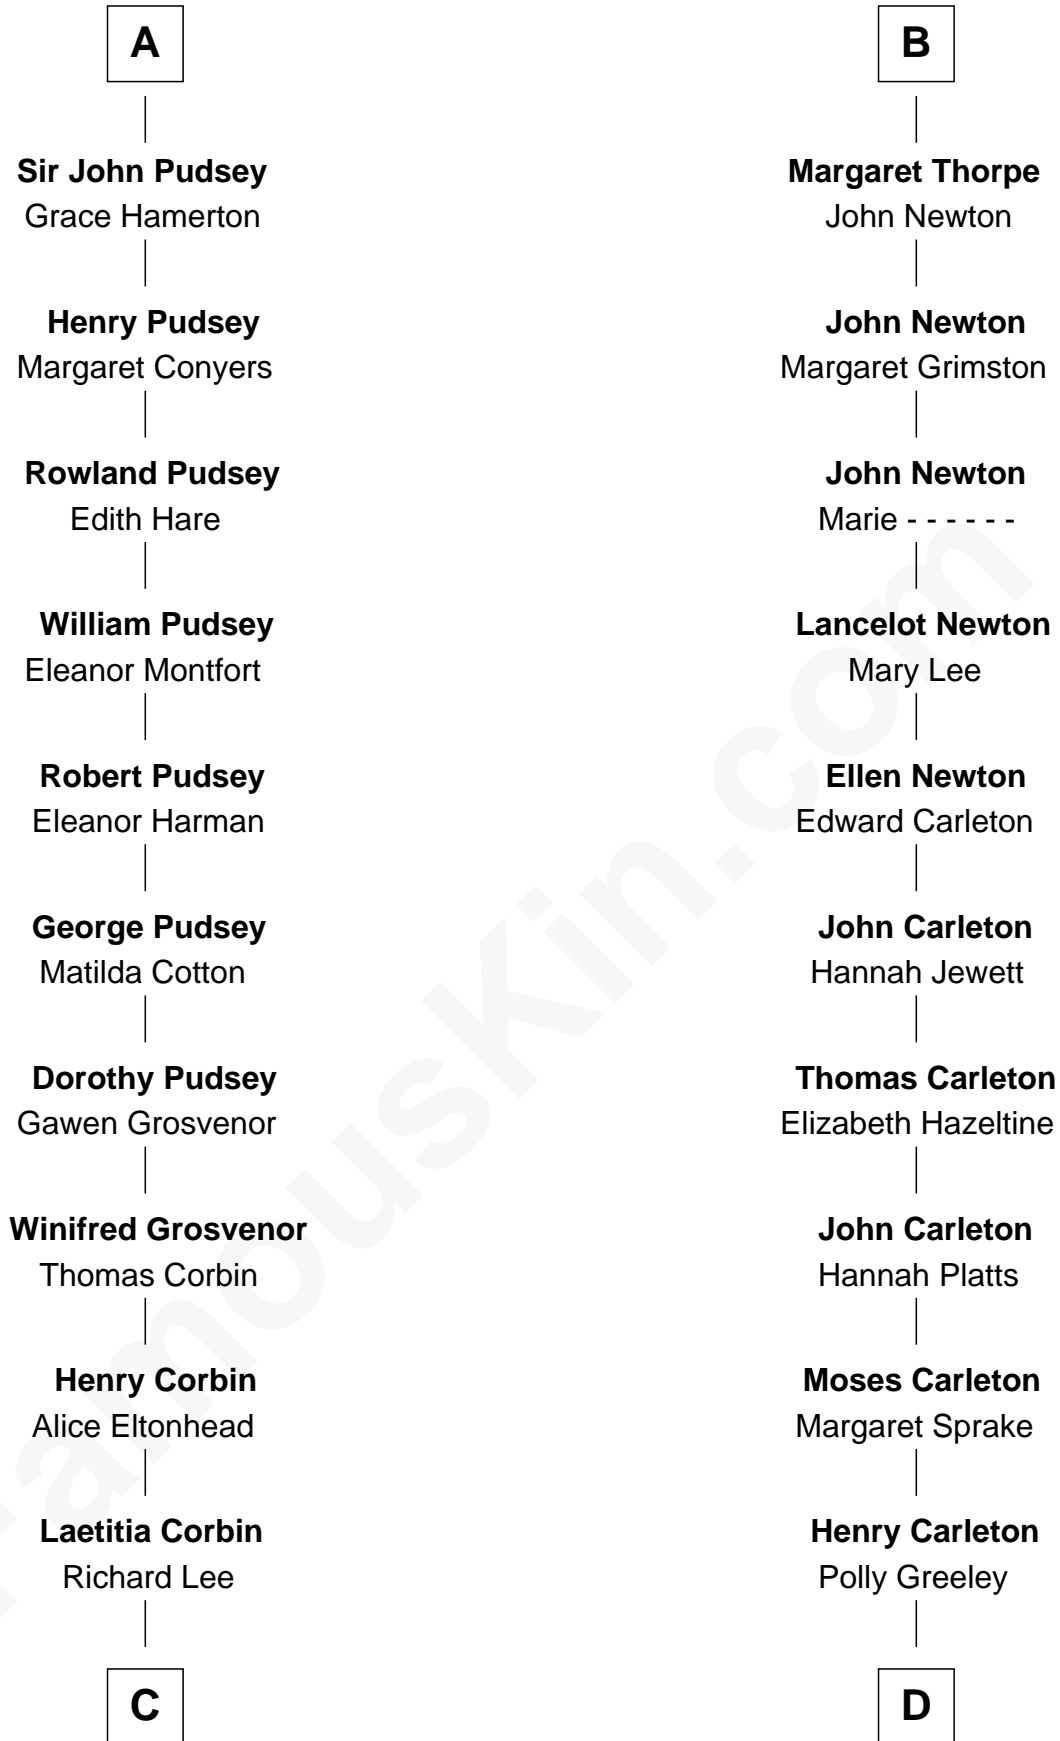 A
Sir John Pudsey
Grace Hamerton
Henry Pudsey
Margaret Conyers
Rowland Pudsey
Edith Hare
William Pudsey
Eleanor Montfort
Robert Pudsey
Eleanor Harman
George Pudsey
Matilda Cotton
Dorothy Pudsey
Gawen Grosvenor
Winifred Grosvenor
Thomas Corbin
Henry Corbin
Alice Eltonhead
Laetitia Corbin
Richard Lee
C
B
Margaret Thorpe
John Newton
John Newton
Margaret Grimston
John Newton
Marie - - - - - -
Lancelot Newton
Mary Lee
Ellen Newton
Edward Carleton
John Carleton
Hannah Jewett
Thomas Carleton
Elizabeth Hazeltine
John Carleton
Hannah Platts
Moses Carleton
Margaret Sprake
Henry Carleton
Polly Greeley
D
FamousKin.com